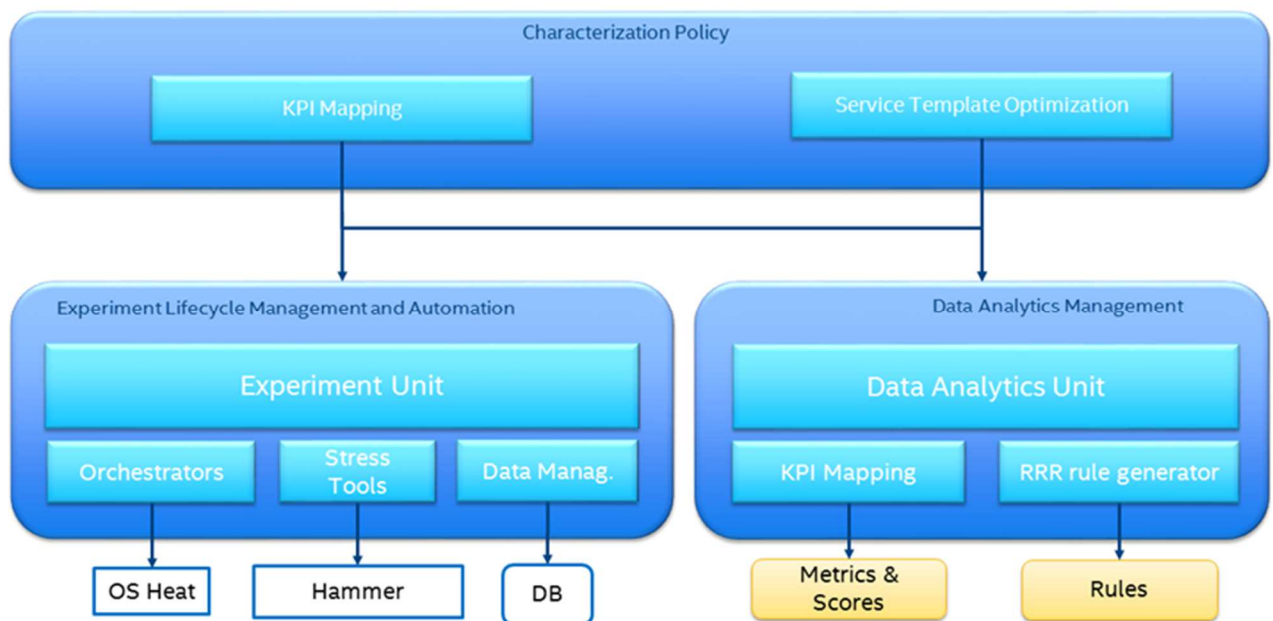 Characterization Policy
KPI Mapping
Service Template Optimization
Experiment Lifecycle Management and Automation
Experiment Unit
Orchestrators
Stress
Tools
Data Manag.
OS Heat
Hammer
DB
Data Analytics Management
Data Analytics Unit
KPI Mapping
RRR rule generator
Metrics &
Scores
Rules